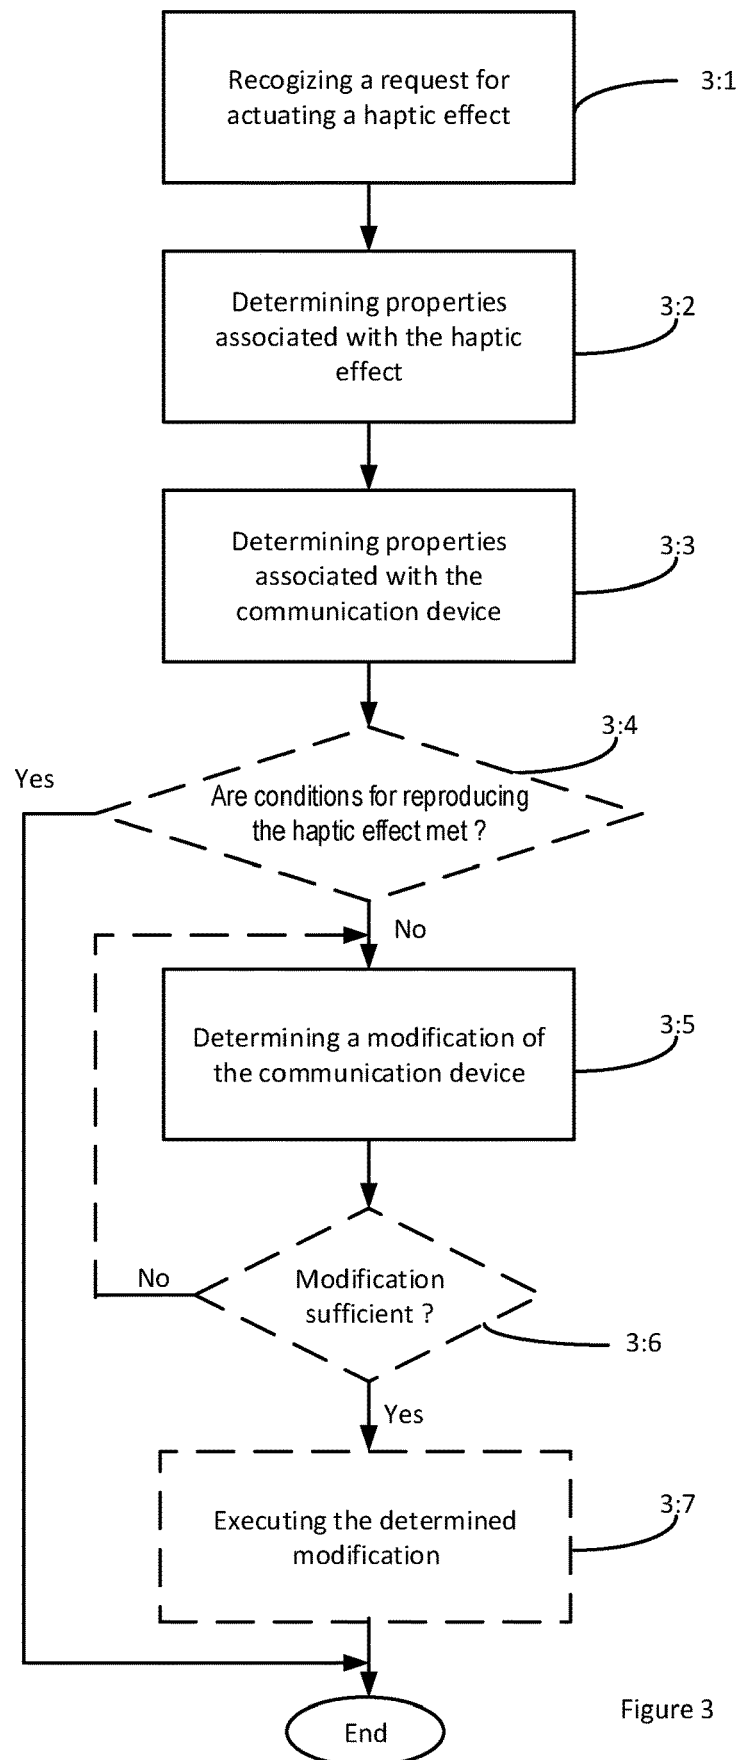 Recogizing a request for
actuating a haptic effect
3:1
Determining properties
associated with the haptic
effect
3:2
Determining properties
associated with the
communication device
3:3
3:4
Yes
Are conditions for reproducing
the haptic effect met ?
No
Determining a modification of
the communication device
3:5
No
Modification
sufficient ?
3:6
Yes
Executing the determined
modification
3:7
End
Figure 3